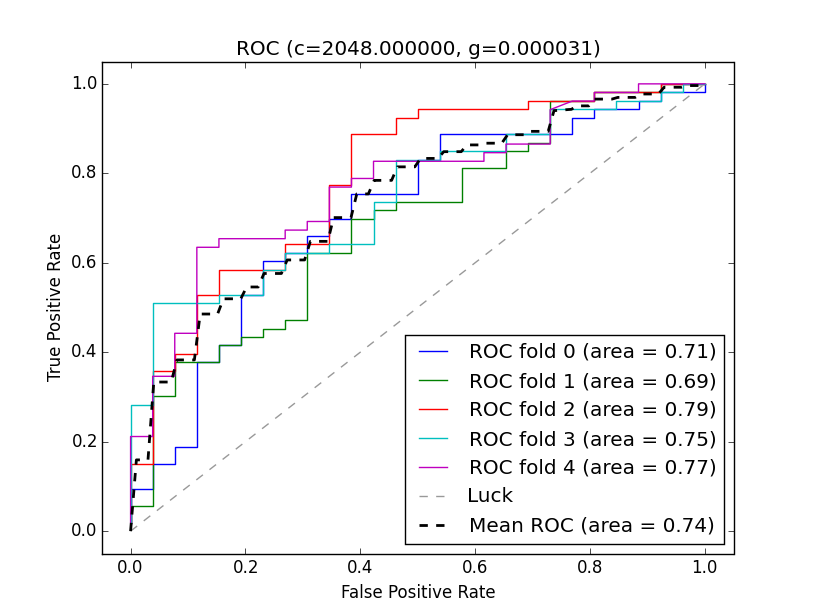 ROC (c=2048.000000, g=0.000031)
True Positive Rate
1.0
0.8
0.6
0.4
0.2
0.0
ROC fold 0 (area = 0.71)
ROC fold 1 (area = 0.69)
ROC fold 2 (area = 0.79)
ROC fold 3 (area = 0.75)
ROC fold 4 (area = 0.77)
Luck
Mean ROC (area = 0.74)
0.0 0.2 0.4 0.6 0.8 1.0
False Positive Rate